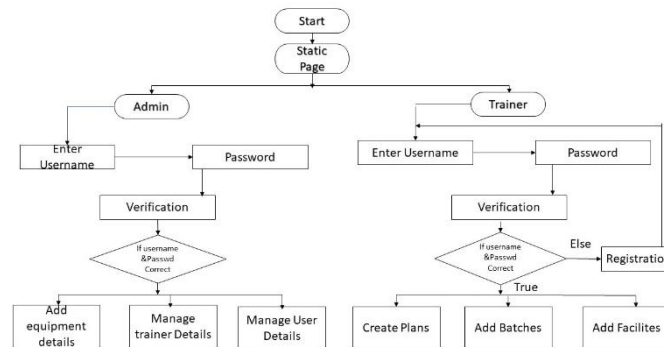 Start
Static
Page
Admin
Trainer
Enter
Username
Password
Enter Username
Password
Verification
Verification
If username
&Passwd
Correct
If username
&Passwd
Correct
Else
Registration
True
Add
equipment
details
Manage
trainer Details
Manage User
Details
Create Plans
Add Batches
Add Facilites